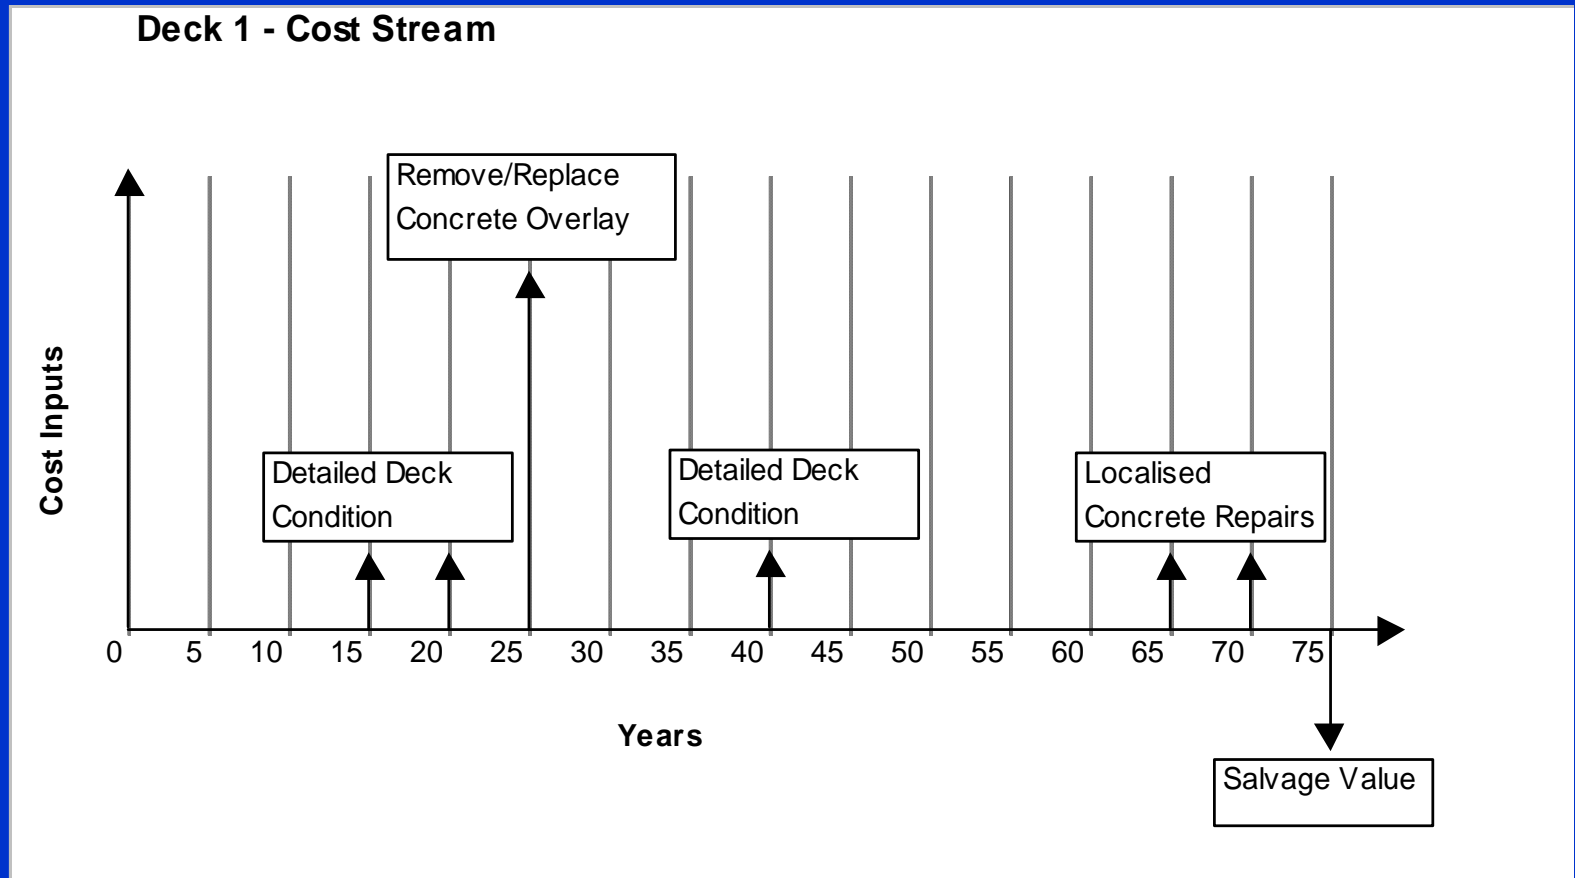 Deck 1 - Cost Stream
Remove/Replace
Concrete Overlay
Cost Inputs
Detailed Deck
Condition
Detailed Deck
Condition
Localised
Concrete Repairs
0 5 10 15 20 25 30 35 40 45 50 55 60 65 70 75
Years
Salvage Value